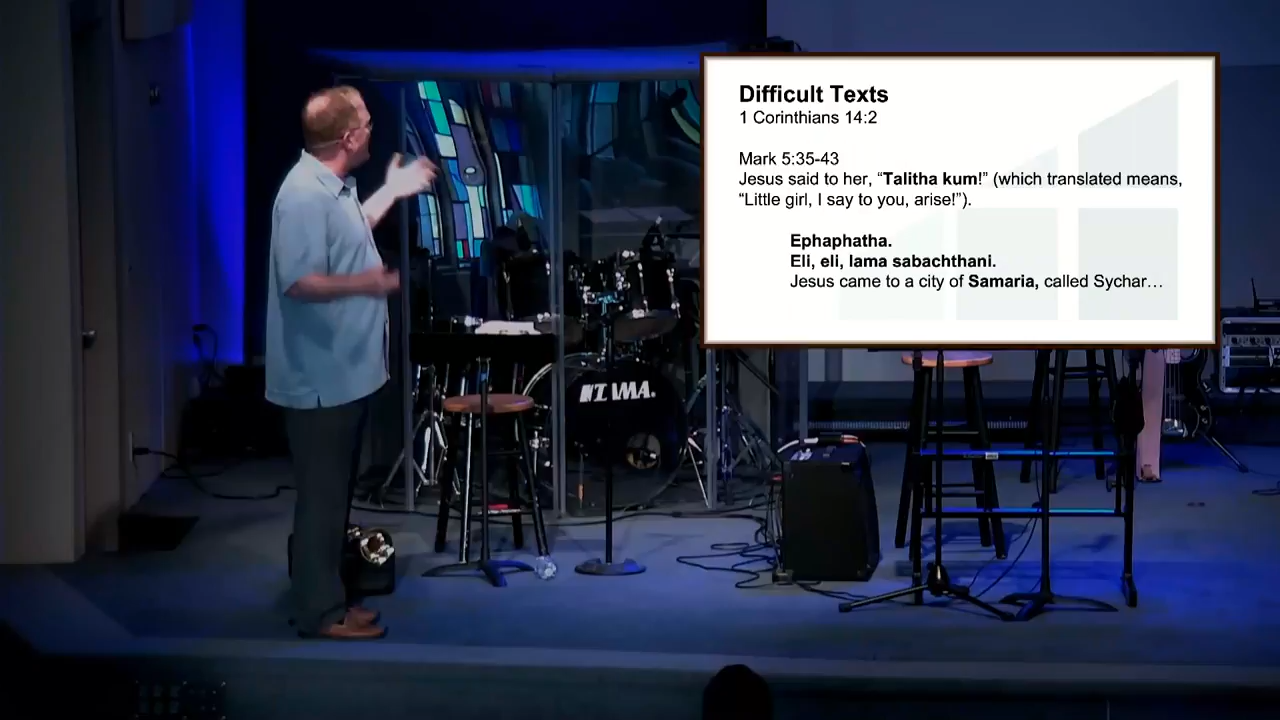 Difficult Texts
1 Corinthians 14:2
Mark 5:35-43
Jesus said to her, “Talitha kum!” (which translated means,
“Little girl, I say to you, arise!”).
Ephaphatha.
Eli, eli, lama sabachthani.
Jesus came to a city of Samaria, called Sychar…
TAMA.